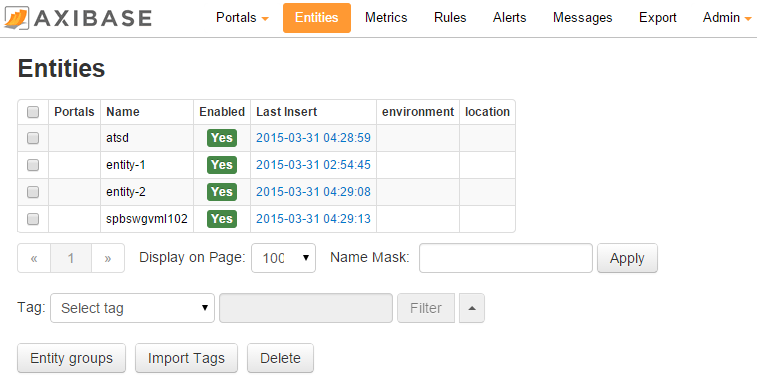 AXIBASE Portals Entities Metrics Rules Alerts Messages Export Admin
Entities
Portals Name Enabled Last Insert environment location
atsd Yes 2015-03-31 04:28:59
entity-1 Yes 2015-03-31 02:54:45
entity-2 Yes 2015-03-31 04:29:08
spbswgvml102 Yes 2015-03-31 04:29:13
« 1 » Display on Page: 100 Name Mask: Apply
Tag: Select tag Filter
Entity groups Import Tags Delete